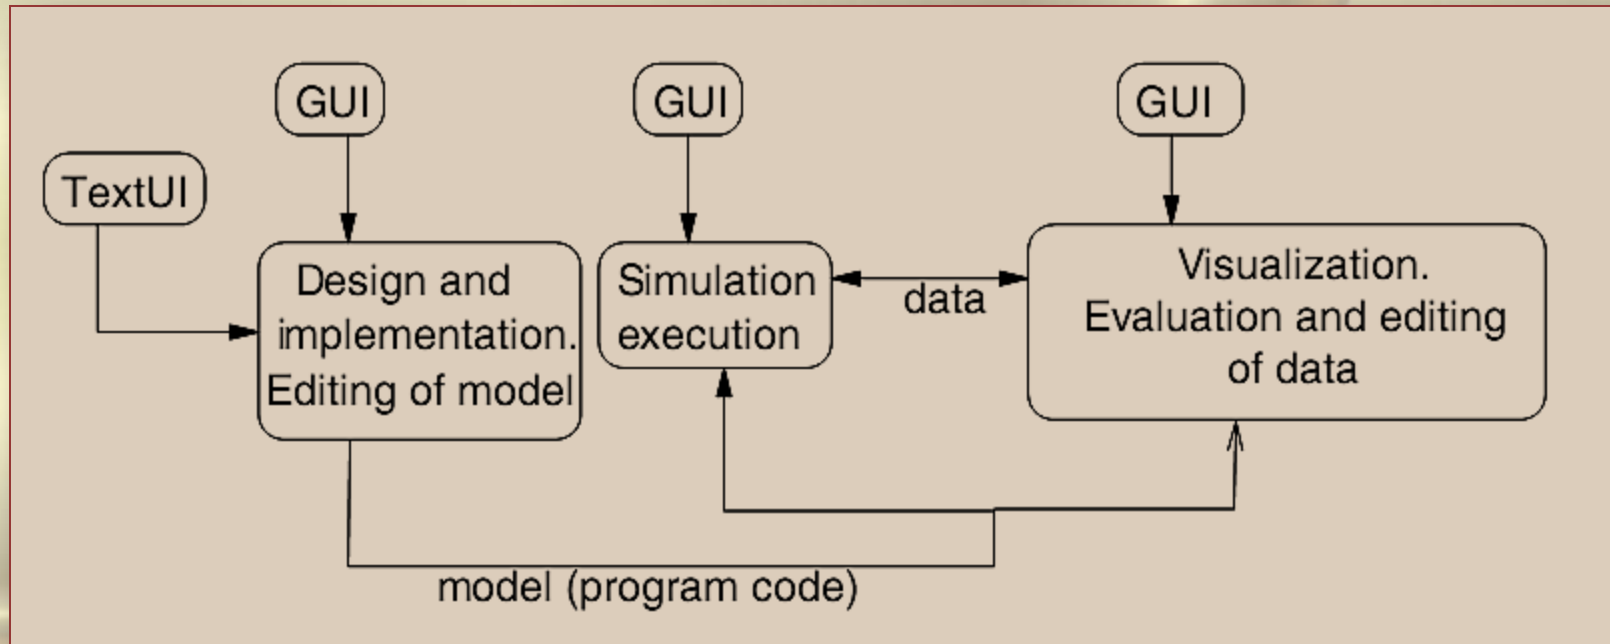 GUI
GUI
GUI
TextUI
Design and
implementation.
Editing of model
Simulation
execution
data
Visualization.
Evaluation and editing
of data
model (program code)